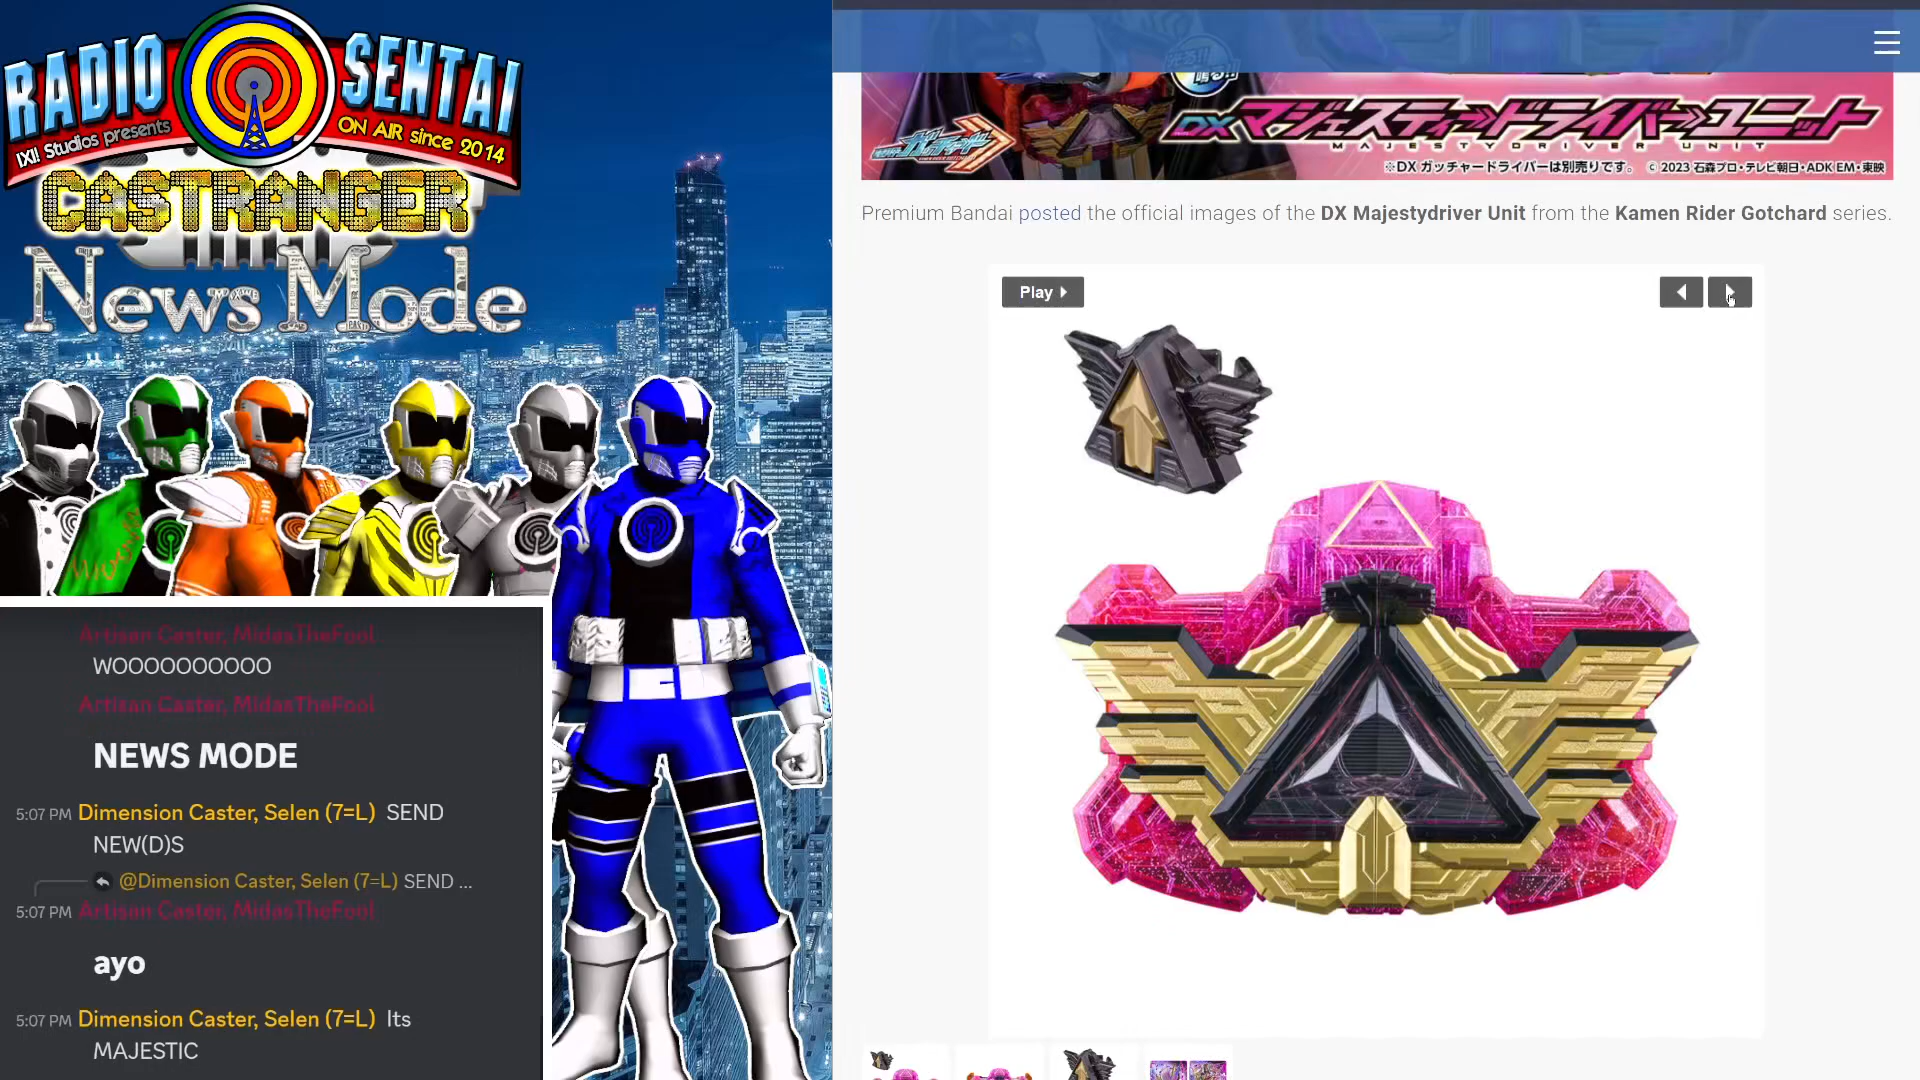 RADIO SENTAI
IXI! Studios presents
ON AIR since 2014
CASTRANGER
News Mode
Artisan Caster, MidasTheFool
WOOOOOOOOOO
Artisan Caster, MidasTheFool
NEWS MODE
5:07 PM Dimension Caster, Selen (7=L) SEND
NEW(D)S
@Dimension Caster, Selen (7=L) SEND ...
5:07 PM Artisan Caster, MidasTheFool
ayo
5:07 PM Dimension Caster, Selen (7=L) Its
MAJESTIC
DXマジェスティードライバーユニット
MAJESTYDRIVER UNIT
※DX ガッチャードライバーは別売りです。 © 2023 石森プロ・テレビ朝日・ADK EM・東映
Premium Bandai posted the official images of the DX Majestydriver Unit from the Kamen Rider Gotchard series.
Play